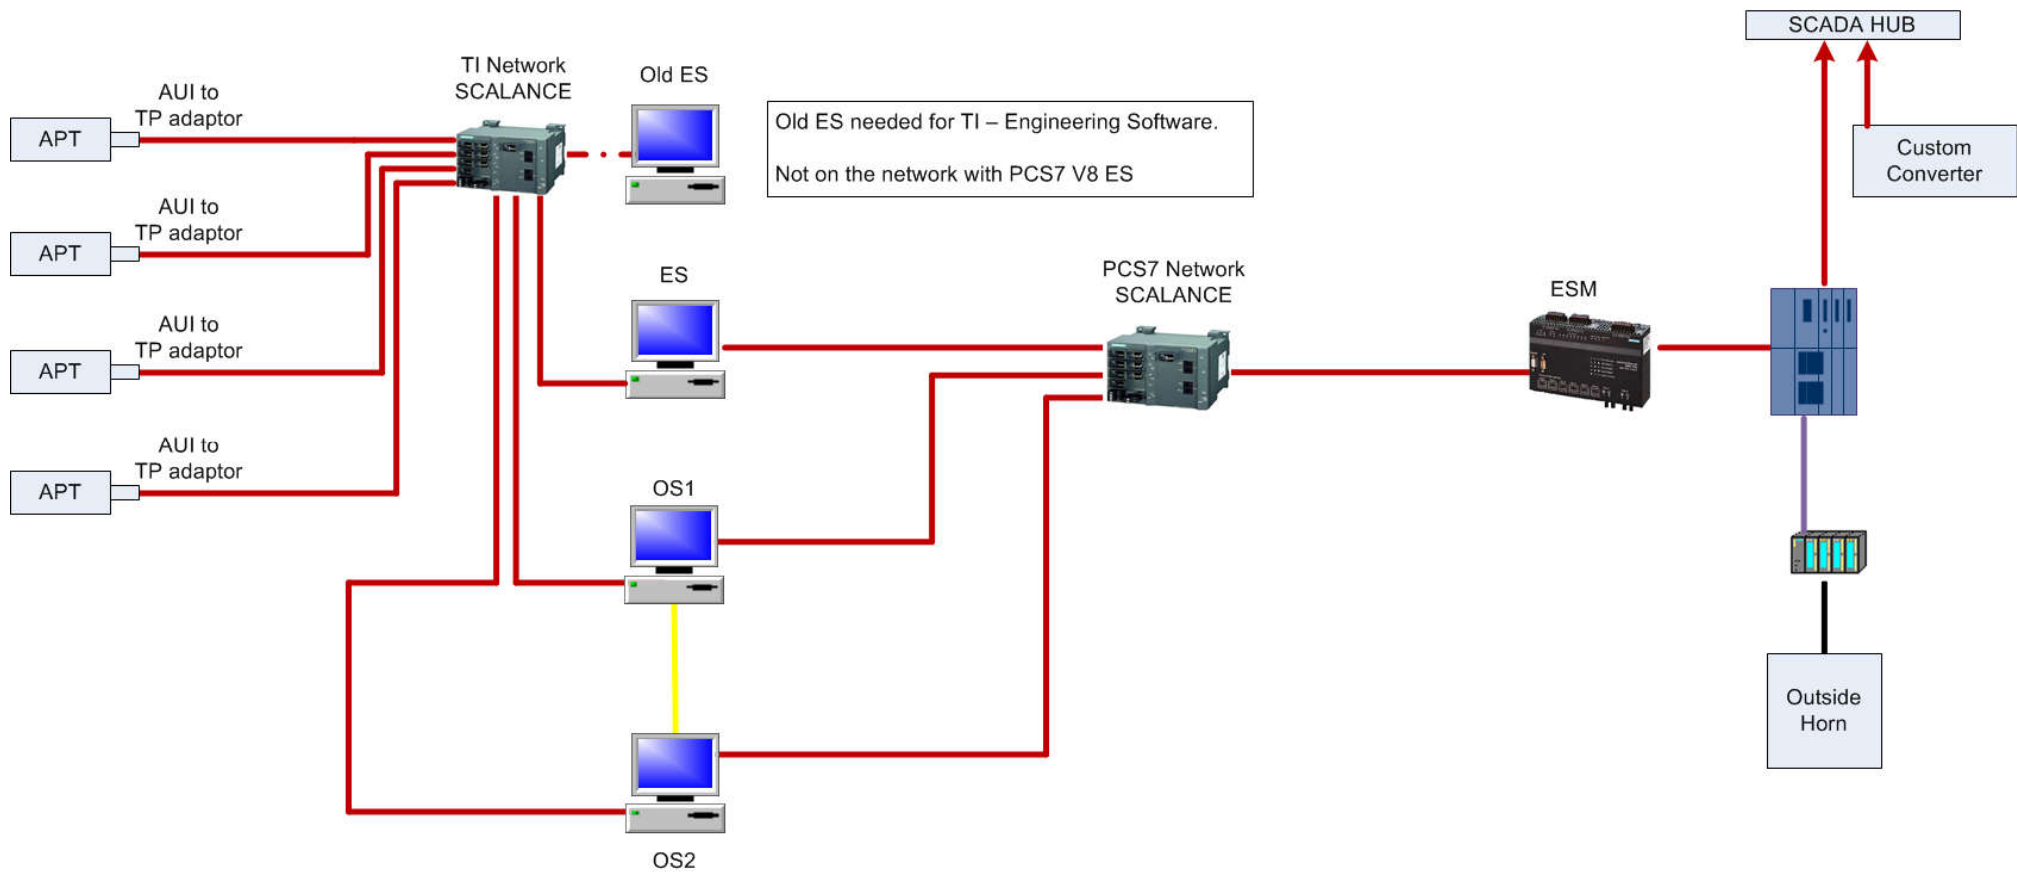 SCADA HUB
TI Network
SCALANCE
Old ES
AUI to
TP adaptor
APT
Old ES needed for TI – Engineering Software.
Not on the network with PCS7 V8 ES
Custom
Converter
AUI to
TP adaptor
APT
ES
PCS7 Network
SCALANCE
ESM
AUI to
TP adaptor
APT
AUI to
TP adaptor
APT
OS1
Outside
Horn
OS2